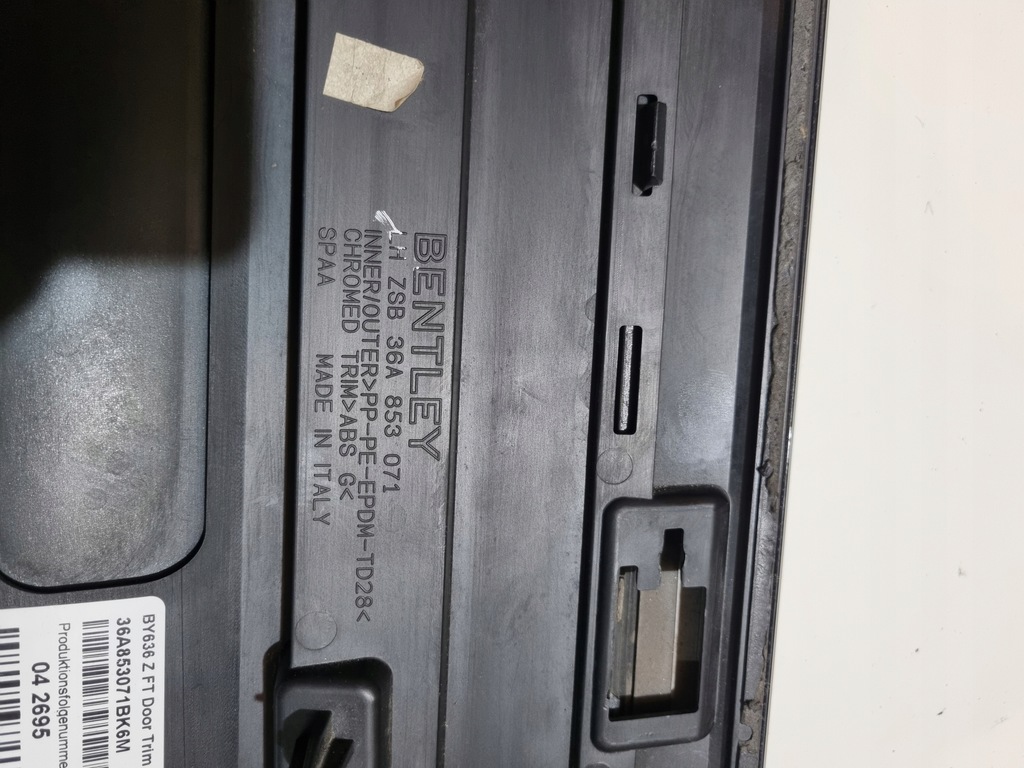 BENTLEY
LH ZSB 36A 853 071
INNER/OUTER>PP-PE-EPDM-TD28<
CHROMED TRIM>ABS G<
SPAA MADE IN ITALY
BY636 Z FT Door Trim
36A853071BK6M
Produktionsfolgenumme
04 2695